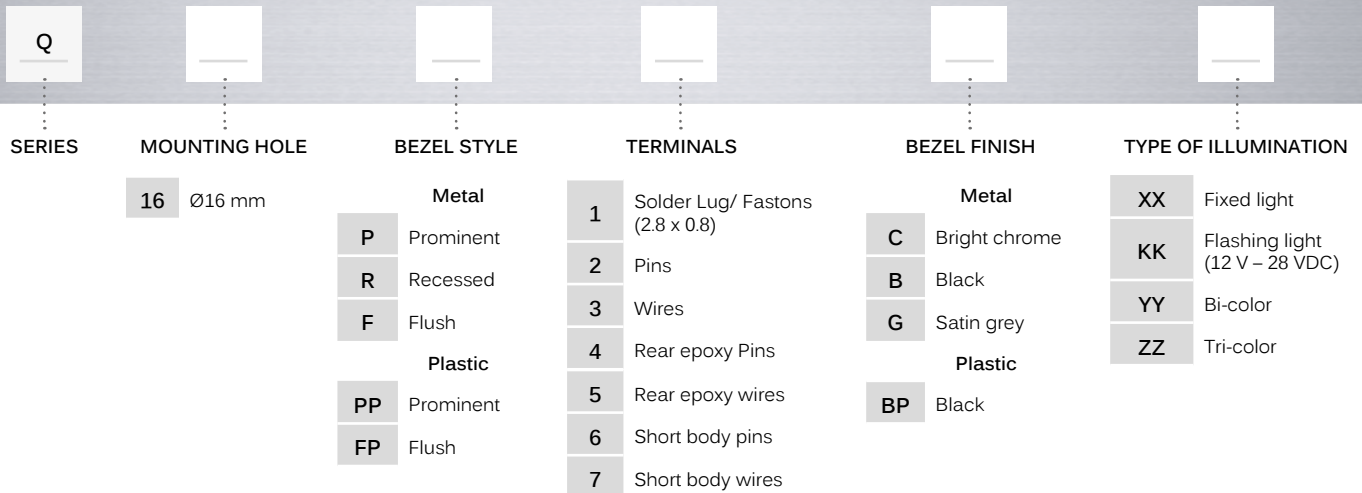 Q
SERIES
MOUNTING HOLE
BEZEL STYLE
TERMINALS
BEZEL FINISH
TYPE OF ILLUMINATION
16 Ø16 mm
Metal
P Prominent
R Recessed
F Flush
Plastic
PP Prominent
FP Flush
1 Solder Lug/ Fastons
(2.8 x 0.8)
2 Pins
3 Wires
4 Rear epoxy Pins
5 Rear epoxy wires
6 Short body pins
7 Short body wires
Metal
C Bright chrome
B Black
G Satin grey
Plastic
BP Black
XX Fixed light
KK Flashing light
(12 V – 28 VDC)
YY Bi-color
ZZ Tri-color